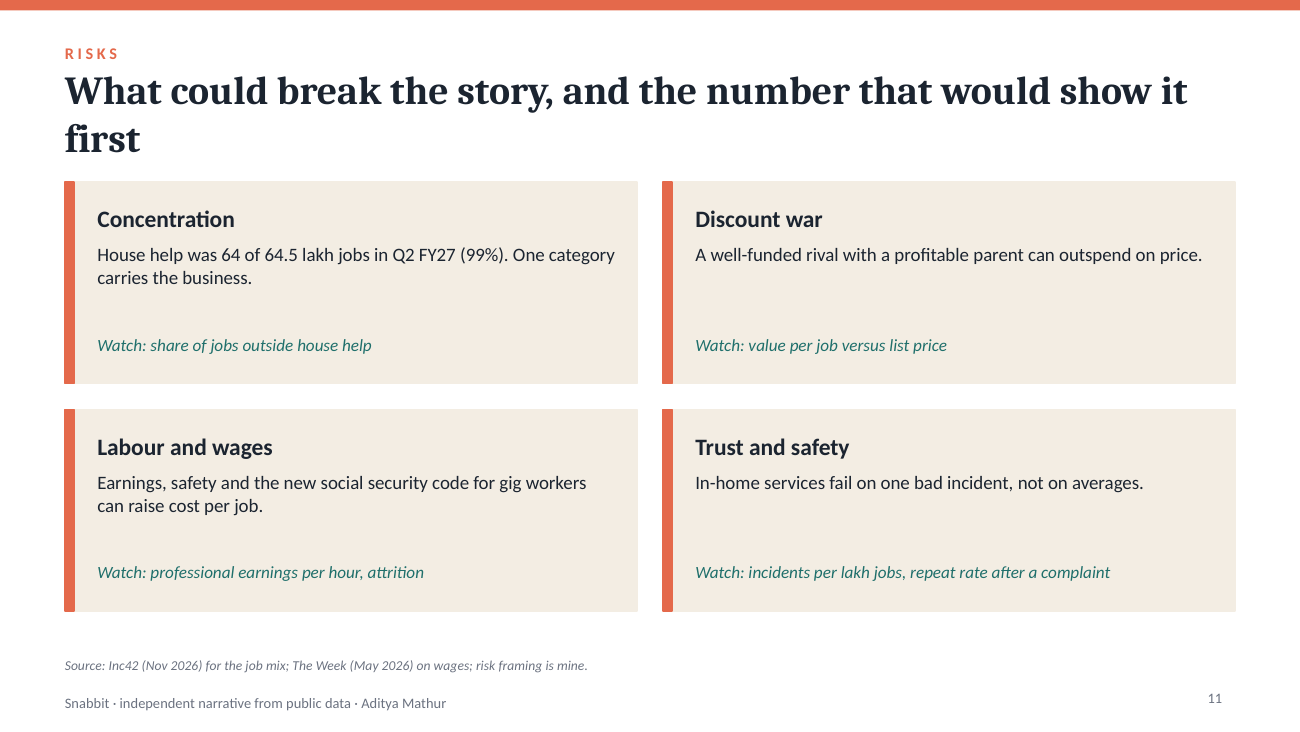 RISKS
What could break the story, and the number that would show it
first
Concentration
House help was 64 of 64.5 lakh jobs in Q2 FY27 (99%). One category
carries the business.
Watch: share of jobs outside house help
Discount war
A well-funded rival with a profitable parent can outspend on price.
Watch: value per job versus list price
Labour and wages
Earnings, safety and the new social security code for gig workers
can raise cost per job.
Watch: professional earnings per hour, attrition
Trust and safety
In-home services fail on one bad incident, not on averages.
Watch: incidents per lakh jobs, repeat rate after a complaint
Source: Inc42 (Nov 2026) for the job mix; The Week (May 2026) on wages; risk framing is mine.
Snabbit · independent narrative from public data · Aditya Mathur
11